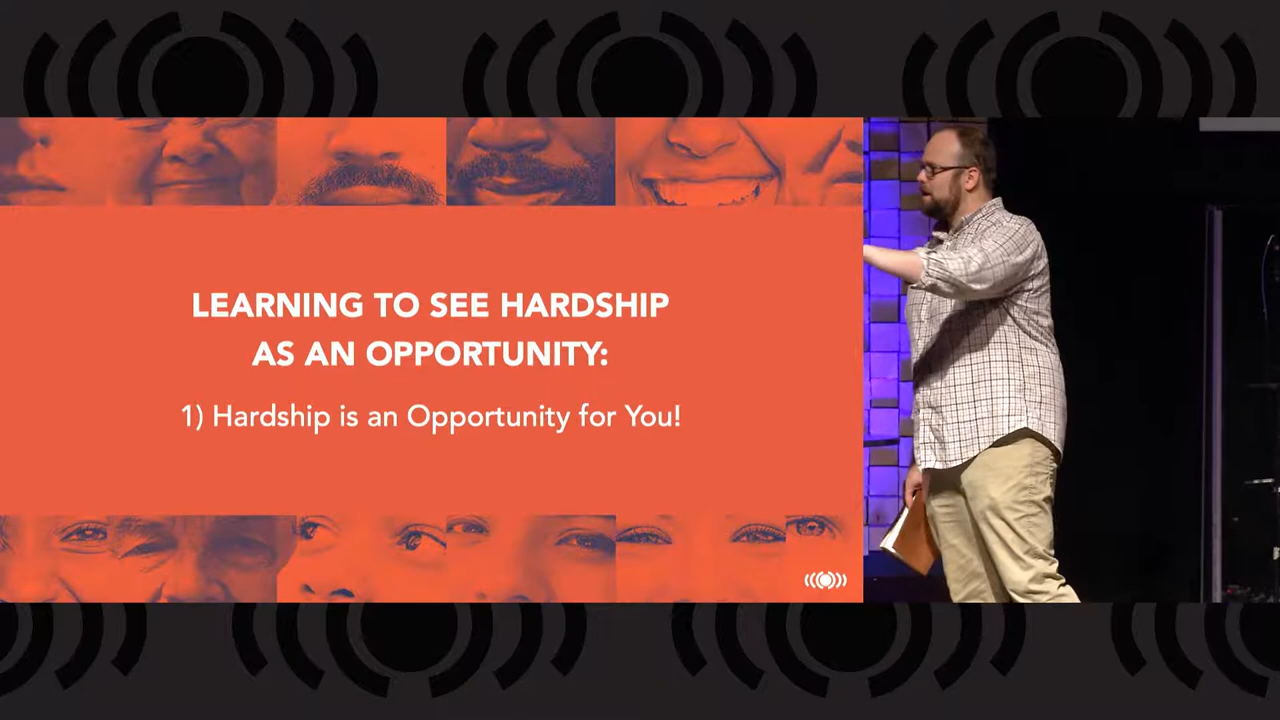 LEARNING TO SEE HARDSHIP
AS AN OPPORTUNITY:
1) Hardship is an Opportunity for You!